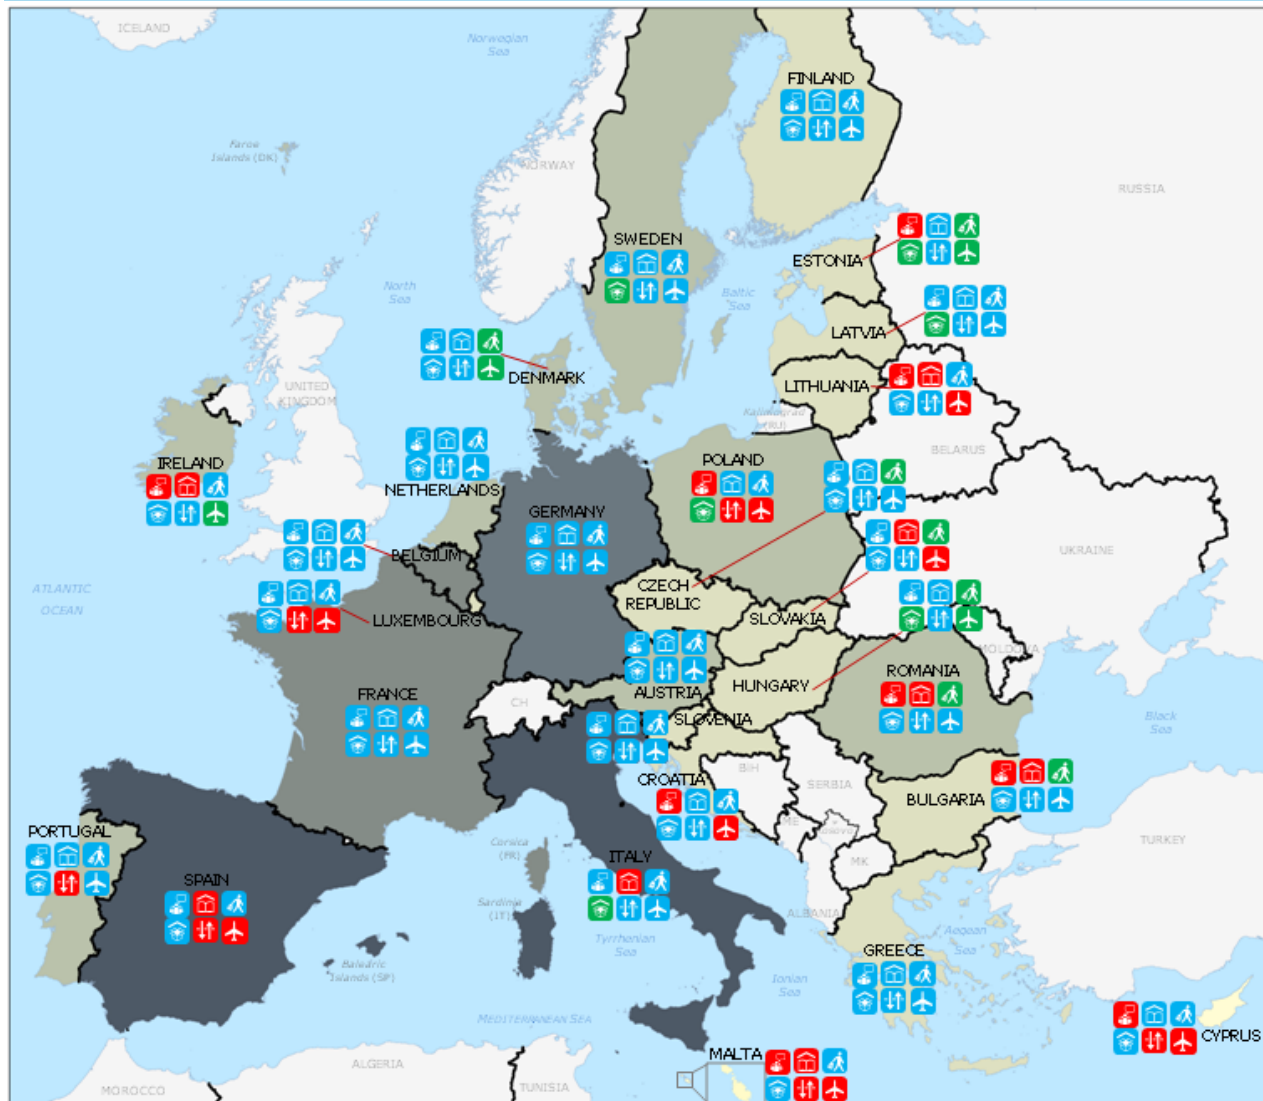 ICELAND
Norwegian
Sea
FINLAND
Faroe
Islands (DK)
NORWAY
RUSSIA
SWEDEN
ESTONIA
North
Sea
Baltic
Sea
LATVIA
DENMARK
LITHUANIA
UNITED
KINGDOM
Kaliningrad
(RU)
BELARUS
IRELAND
POLAND
NETHERLANDS
GERMANY
UKRAINE
BELGIUM
ATLANTIC
OCEAN
CZECH
REPUBLIC
LUXEMBOURG
SLOVAKIA
MOLDOVA
ROMANIA
HUNGARY
AUSTRIA
FRANCE
CH
SLOVENIA
Black
Sea
CROATIA
BIH
SERBIA
BULGARIA
ME
Kosovo
PORTUGAL
Corsica
(FR)
ITALY
MK
TURKEY
SPAIN
Sardinia
(IT)
ALBANIA
Tyrrhenian
Sea
Aegean
Sea
GREECE
Balearic
Islands (SP)
Ionian
Sea
MEDITERRANEAN SEA
CYPRUS
MALTA
ALGERIA
MOROCCO
TUNISIA